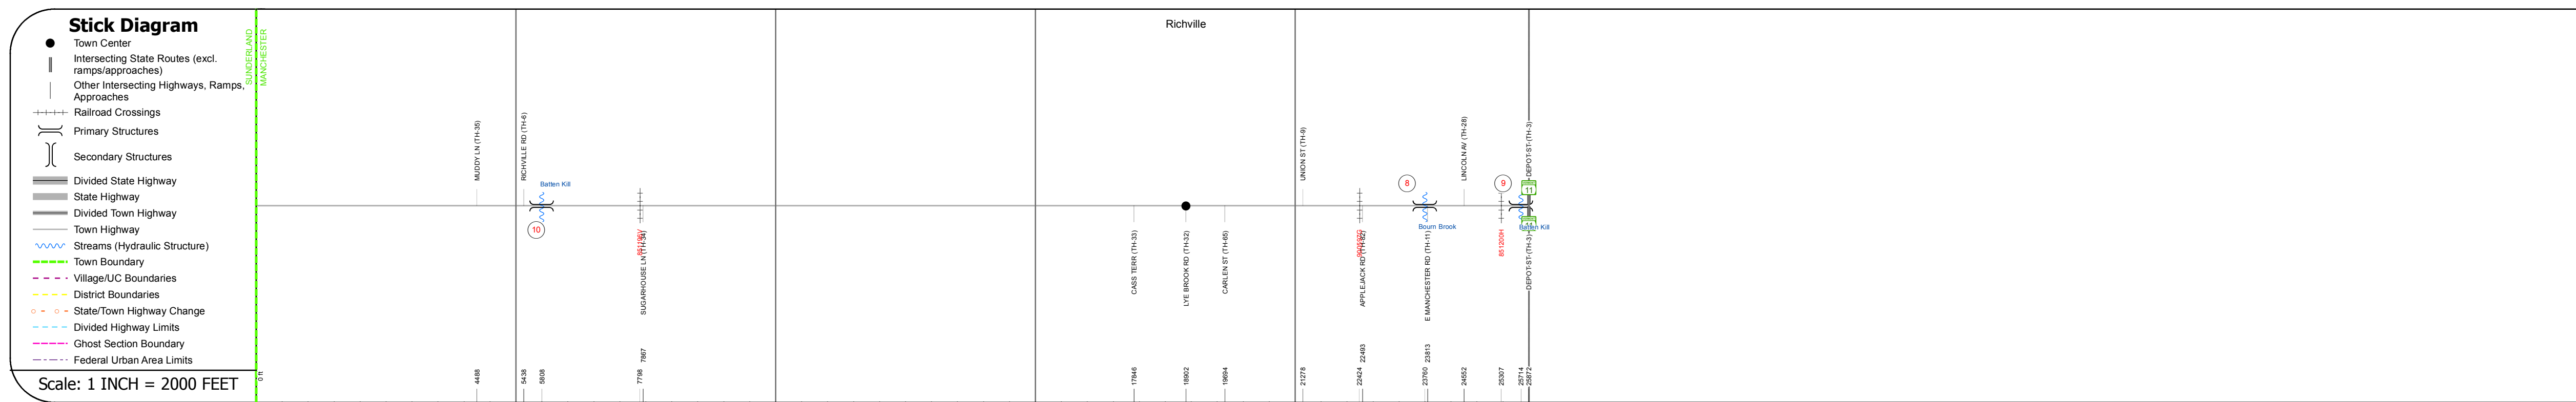 Stick Diagram
Town Center
Intersecting State Routes (excl.
ramps/approaches)
Other Intersecting Highways, Ramps,
Approaches
Railroad Crossings
Primary Structures
Secondary Structures
Divided State Highway
State Highway
Divided Town Highway
Town Highway
Streams (Hydraulic Structure)
Town Boundary
Village/UC Boundaries
District Boundaries
State/Town Highway Change
Divided Highway Limits
Ghost Section Boundary
Federal Urban Area Limits
Scale: 1 INCH = 2000 FEET
SUNDERLAND
MANCHESTER
Richville
MUDDY LN (TH-35)
RICHVILLE RD (TH-6)
Batten Kill
10
SUGARHOUSE LN (TH-34)
CASS TERR (TH-33)
LYE BROOK RD (TH-32)
CARLEN ST (TH-65)
UNION ST (TH-9)
APPLEJACK RD (TH-82)
8
Bourn Brook
E MANCHESTER RD (TH-11)
LINCOLN AV (TH-28)
9
851200H
DEPOT-ST-(TH-3)
11
11
Batten Kill
DEPOT-ST-(TH-3)
0 ft
4488
5438
5808
7798
7867
17846
18902
19694
21278
22424
22493
23760
23813
24552
25307
25714
25872